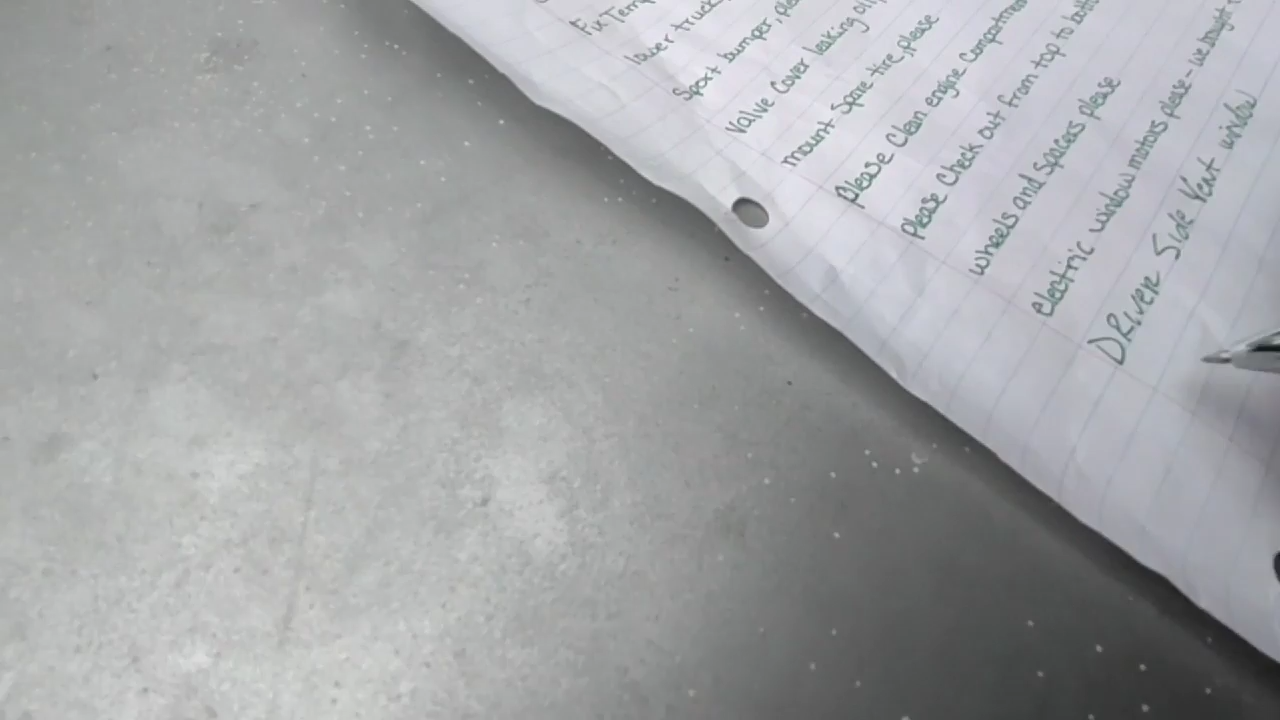 Fix Temp
lower truck,
Sport bumper, please
Valve Cover leaking oil,
mount Spare tire, please
please Clean engine Compartment
please Check out from top to bottom
wheels and Spacers please
electric window motors please - we bought
DRiver Side Vent window